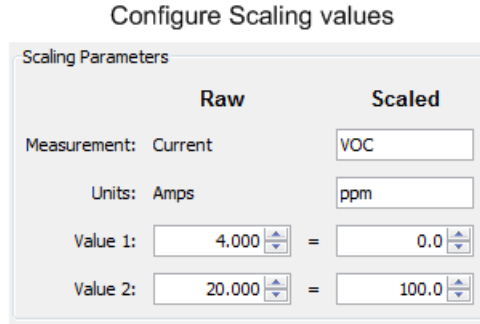 Configure Scaling values
Scaling Parameters
Raw Scaled
Measurement: Current VOC
Units: Amps ppm
Value 1: 4.000 = 0.0
Value 2: 20.000 = 100.0